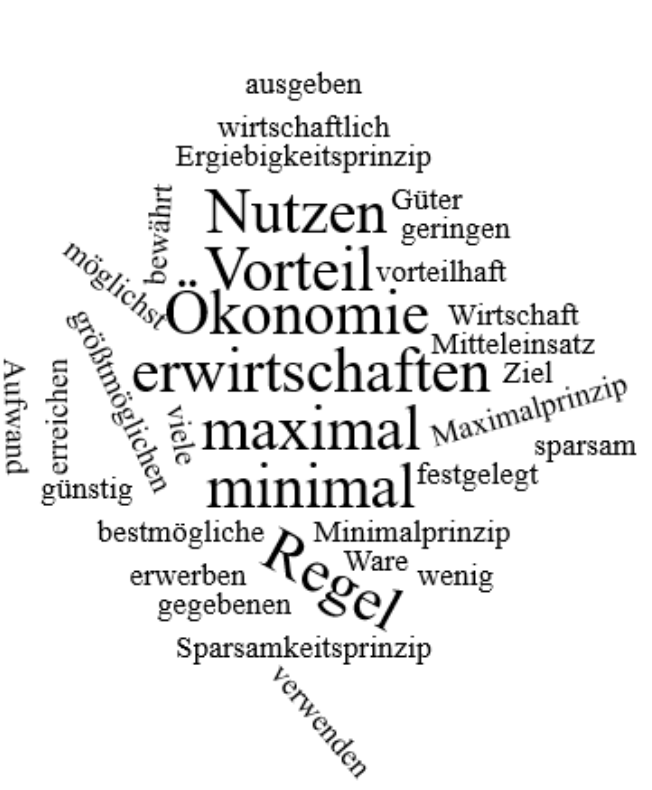 ausgeben
wirtschaftlich
Ergiebigkeitsprinzip
bewährt
Nutzen
Güter
geringen
möglichst
Vorteil
vorteilhaft
Ökonomie
Wirtschaft
größtmöglichen
Mitteleinsatz
erwirtschaften
Ziel
Aufwand
erreichen
viele
maximal
Maximalprinzip
sparsam
günstig
minimal
festgelegt
bestmögliche
Minimalprinzip
Regel
Ware
erwerben
wenig
gegebenen
Sparsamkeitsprinzip
verwenden